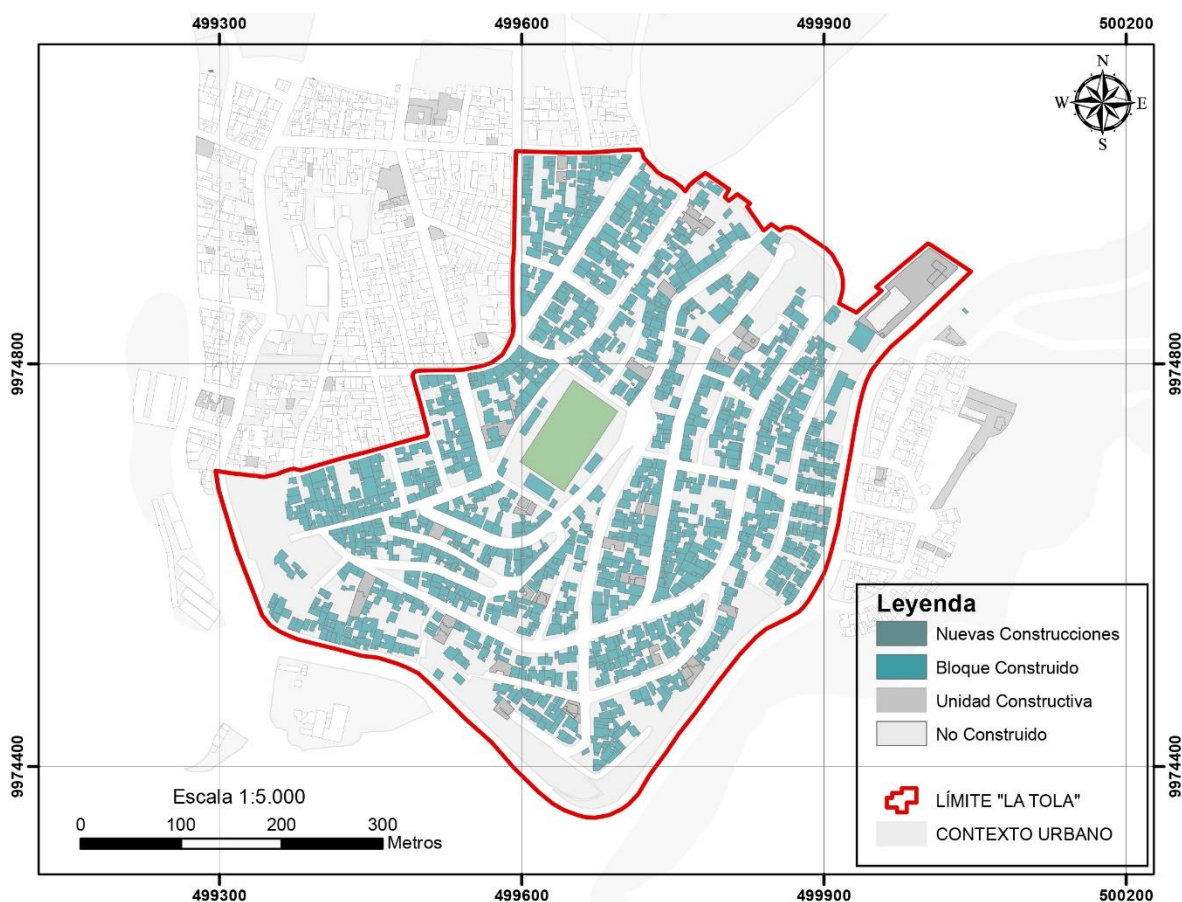 499300 499600 499900 500200
N
W E
S
9974800 9974800
Leyenda
Nuevas Construcciones
Bloque Construido
Unidad Constructiva
No Construido
9974400 9974400
Escala 1:5.000
LÍMITE "LA TOLA"
0 100 200 300
Metros
CONTEXTO URBANO
499300 499600 499900 500200